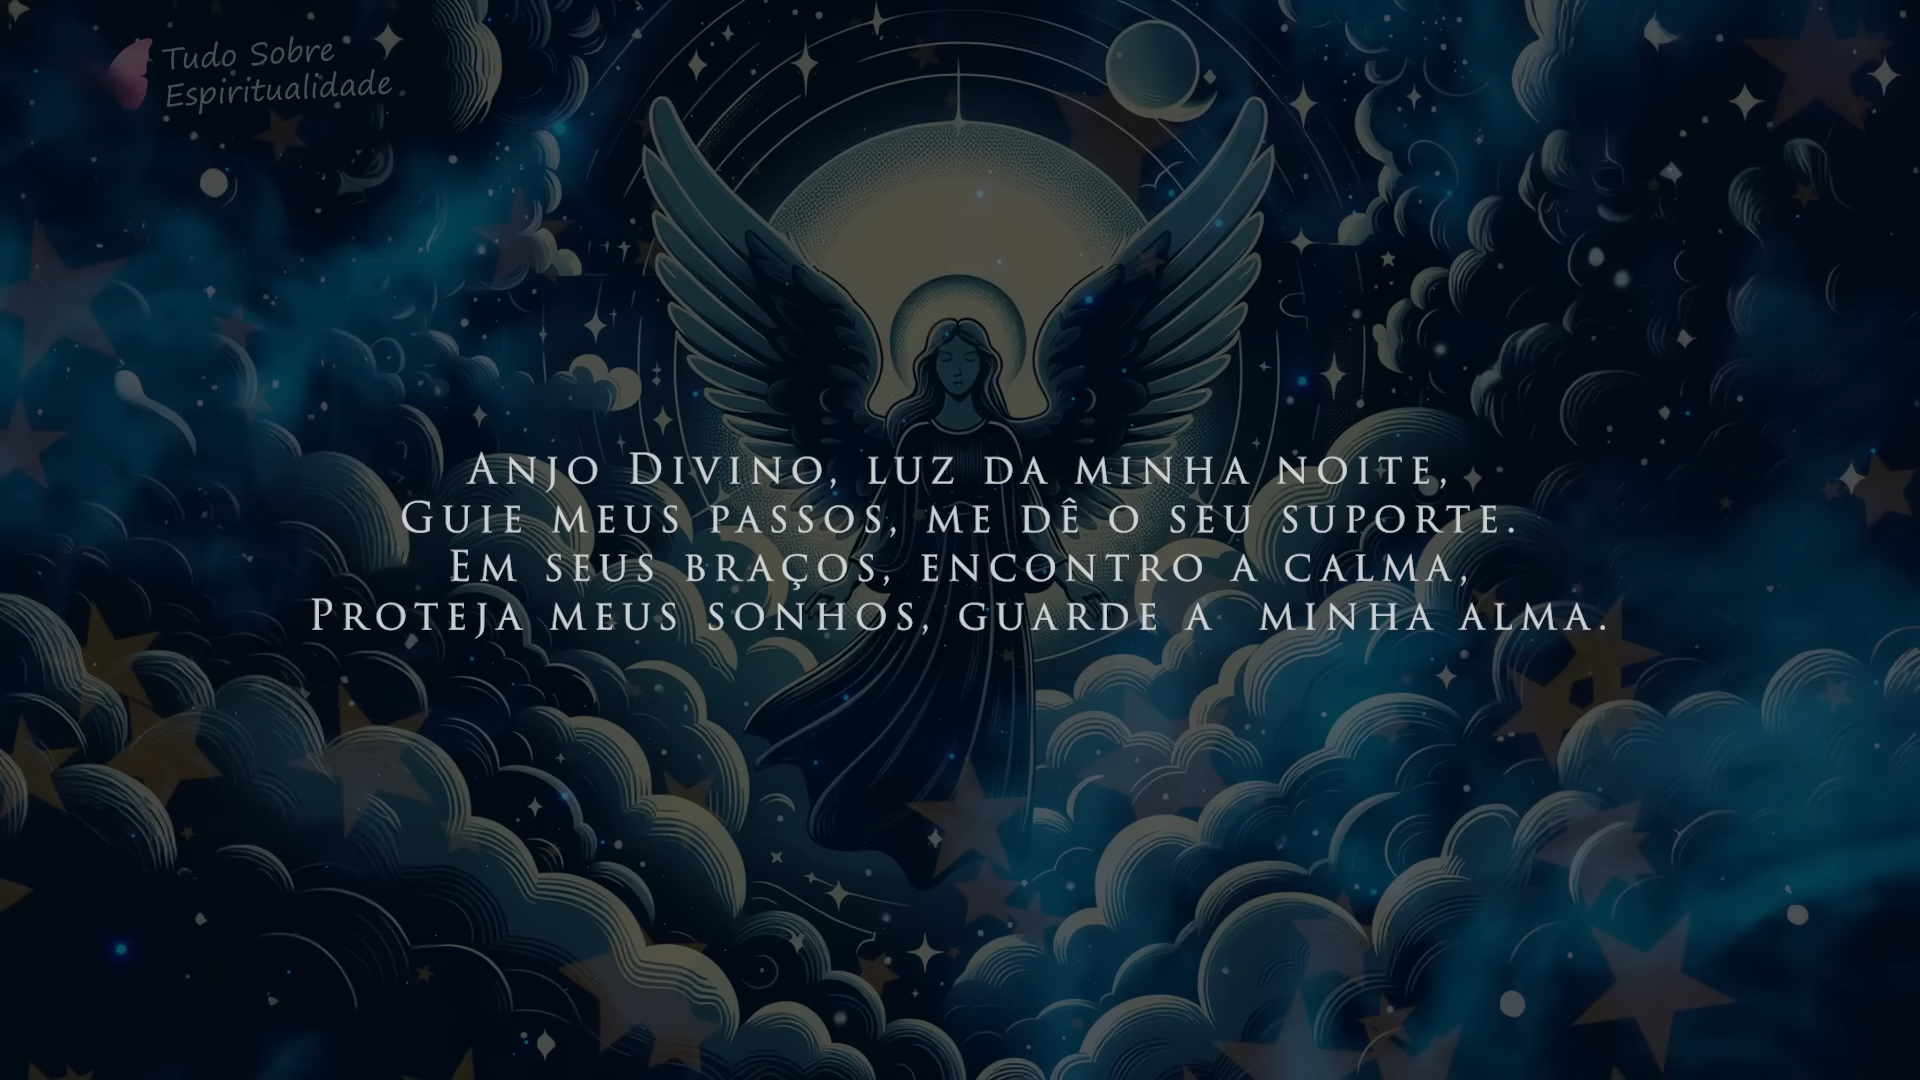 Tudo Sobre
Espiritualidade
Anjo Divino, luz da minha noite,
Guie meus passos, me dê o seu suporte.
Em seus braços, encontro a calma,
Proteja meus sonhos, guarde a minha alma.